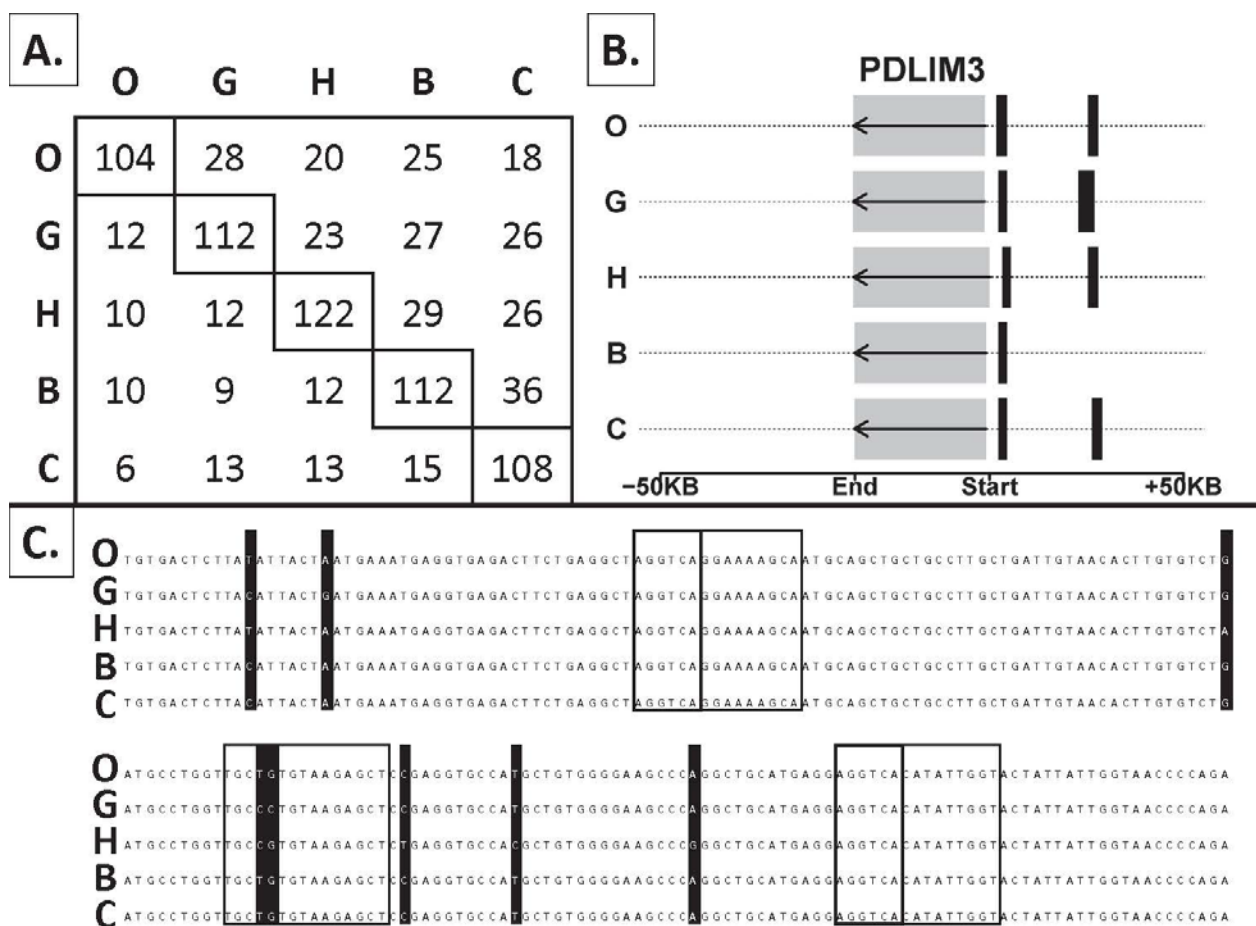 A.
O G H B C
O 104 28 20 25 18
G 12 112 23 27 26
H 10 12 122 29 26
B 10 9 12 112 36
C 6 13 13 15 108
B.
PDLIM3
O
G
H
B
C
−50KB End Start +50KB
C.
O TGTGACTCTTATATTACTAATGAAATGAGGTGAGACTTCTGAGGCTAGGTCAGGAAAAGCAATGCAGCTGCTGCCTTGCTGATTGTAACACTTGTGTCTG
G TGTGACTCTTACATTACTGATGAAATGAGGTGAGACTTCTGAGGCTAGGTCAGGAAAAGCAATGCAGCTGCTGCCTTGCTGATTGTAACACTTGTGTCTG
H TGTGACTCTTATATTACTAATGAAATGAGGTGAGACTTCTGAGGCTAGGTCAGGAAAAGCAATGCAGCTGCTGCCTTGCTGATTGTAACACTTGTGTCTA
B TGTGACTCTTACATTACTAATGAAATGAGGTGAGACTTCTGAGGCTAGGTCAGGAAAAGCAATGCAGCTGCTGCCTTGCTGATTGTAACACTTGTGTCTG
C TGTGACTCTTACATTACTAATGAAATGAGGTGAGACTTCTGAGGCTAGGTCAGGAAAAGCAATGCAGCTGCTGCCTTGCTGATTGTAACACTTGTGTCTG
O ATGCCTGGTTGCTGTGTAAGAGCTCCGAGGTGCCATGCTGTGGGGAAGCCCAGGCTGCATGAGGAGGTCACATATTGGTACTATTATTGGTAACCCCAGA
G ATGCCTGGTTGCCCTGTAAGAGCTCCGAGGTGCCATGCTGTGGGGAAGCCCAGGCTGCATGAGGAGGTCACATATTGGTACTATTATTGGTAACCCCAGA
H ATGCCTGGTTGCCGTGTAAGAGCTCTGAGGTGCCACGCTGTGGGGAAGCCCGGGCTGCATGAGGAGGTCACATATTGGTACTATTATTGGTAACCCCAGA
B ATGCCTGGTTGCTGTGTAAGAGCTCCGAGGTGCCATGCTGTGGGGAAGCCCAGGCTGCATGAGGAGGTCACATATTGGTACTATTATTGGTAACCCCAGA
C ATGCCTGGTTGCTGTGTAAGAGCTCCGAGGTGCCATGCTGTGGGGAAGCCCAGGCTGCATGAGGAGGTCACATATTGGTACTATTATTGGTAACCCCAGA